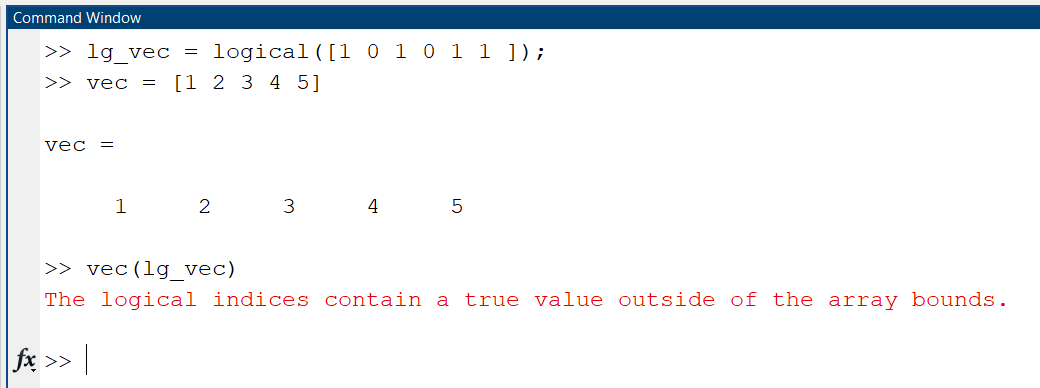 Command Window
>> lg_vec = logical([1 0 1 0 1 1 ]);
>> vec = [1 2 3 4 5]
vec =
1 2 3 4 5
>> vec(lg_vec)
The logical indices contain a true value outside of the array bounds.
fx >>